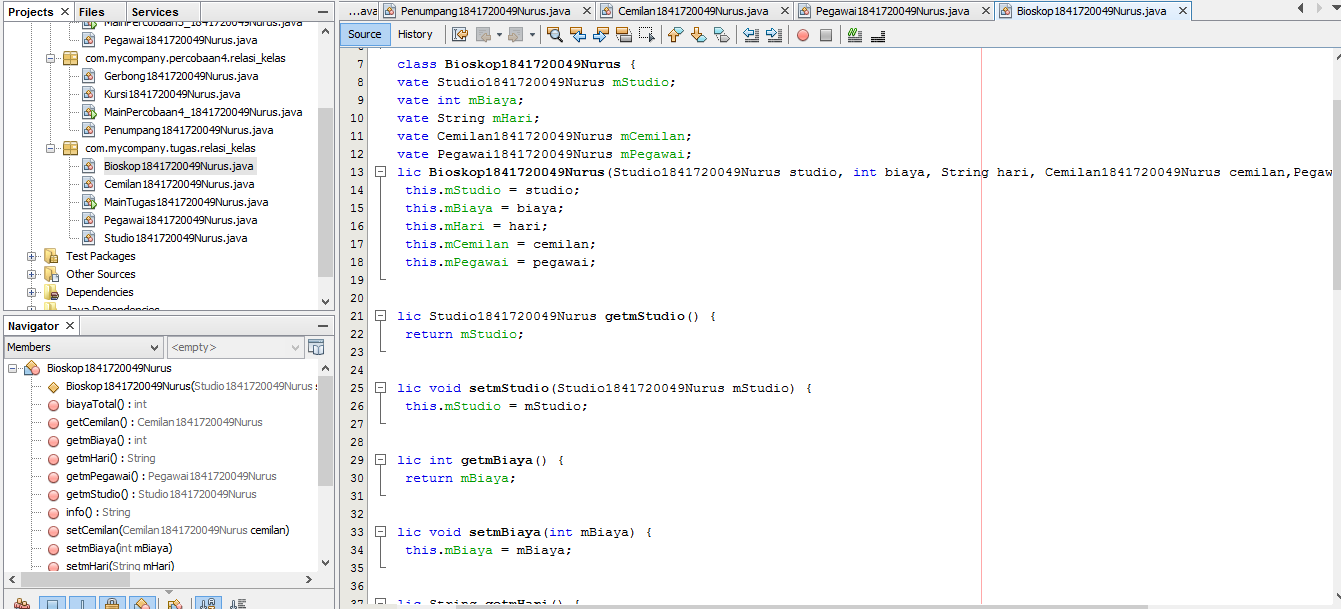 Projects Files Services
MainPercobaan3_1841720049Nurus.java
Pegawai1841720049Nurus.java
com.mycompany.percobaan4.relasi_kelas
Gerbong1841720049Nurus.java
Kursi1841720049Nurus.java
MainPercobaan4_1841720049Nurus.java
Penumpang1841720049Nurus.java
com.mycompany.tugas.relasi_kelas
Bioskop1841720049Nurus.java
Cemilan1841720049Nurus.java
MainTugas1841720049Nurus.java
Pegawai1841720049Nurus.java
Studio1841720049Nurus.java
Test Packages
Other Sources
Dependencies
Java Dependencies
Navigator
Members <empty>
Bioskop1841720049Nurus
Bioskop1841720049Nurus(Studio1841720049Nurus s
biayaTotal() : int
getCemilan() : Cemilan1841720049Nurus
getmBiaya() : int
getmHari() : String
getmPegawai() : Pegawai1841720049Nurus
getmStudio() : Studio1841720049Nurus
info() : String
setCemilan(Cemilan1841720049Nurus cemilan)
setmBiaya(int mBiaya)
setmHari(String mHari)
...ava Penumpang1841720049Nurus.java Cemilan1841720049Nurus.java Pegawai1841720049Nurus.java Bioskop1841720049Nurus.java
Source History
7 class Bioskop1841720049Nurus {
8 vate Studio1841720049Nurus mStudio;
9 vate int mBiaya;
10 vate String mHari;
11 vate Cemilan1841720049Nurus mCemilan;
12 vate Pegawai1841720049Nurus mPegawai;
13 lic Bioskop1841720049Nurus(Studio1841720049Nurus studio, int biaya, String hari, Cemilan1841720049Nurus cemilan,Pegaw
14 this.mStudio = studio;
15 this.mBiaya = biaya;
16 this.mHari = hari;
17 this.mCemilan = cemilan;
18 this.mPegawai = pegawai;
19
20
21 lic Studio1841720049Nurus getmStudio() {
22 return mStudio;
23
24
25 lic void setmStudio(Studio1841720049Nurus mStudio) {
26 this.mStudio = mStudio;
27
28
29 lic int getmBiaya() {
30 return mBiaya;
31
32
33 lic void setmBiaya(int mBiaya) {
34 this.mBiaya = mBiaya;
35
36
37 lic String getmHari() {